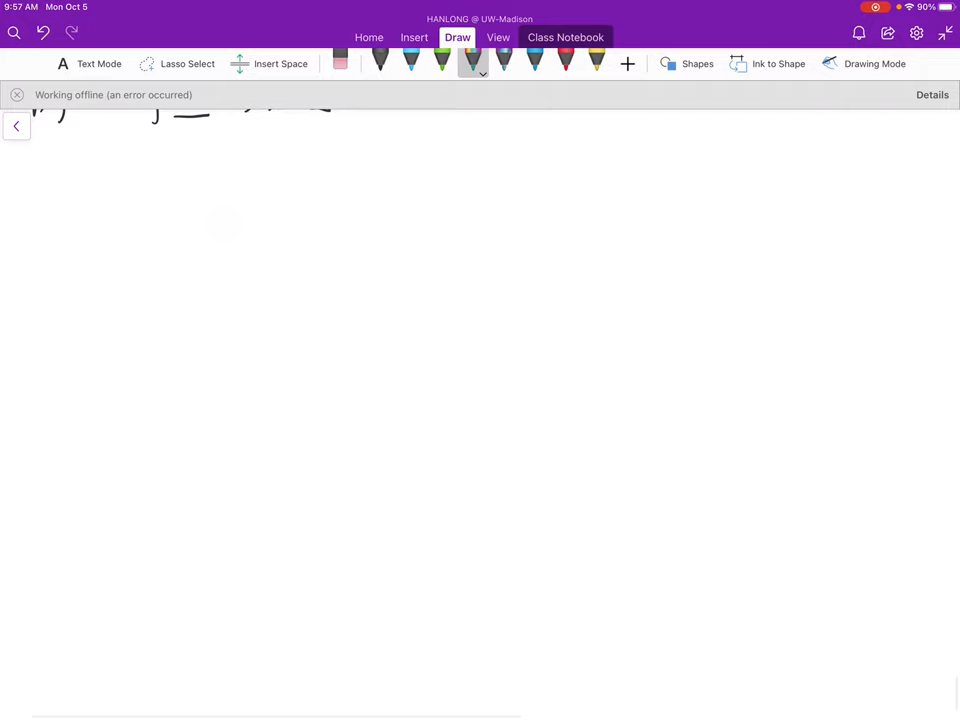 9:57 AM Mon Oct 5
90%
HANLONG @ UW-Madison
Home Insert Draw View Class Notebook
A Text Mode Lasso Select Insert Space Shapes Ink to Shape Drawing Mode
Working offline (an error occurred) Details